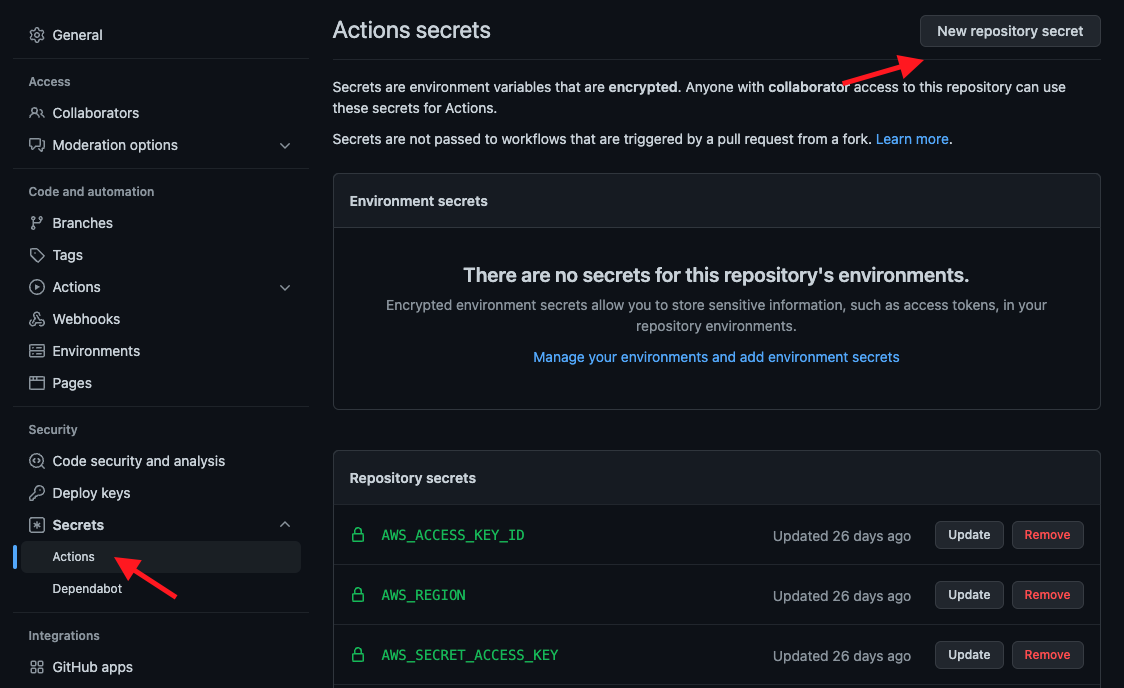 General
Access
Collaborators
Moderation options
Code and automation
Branches
Tags
Actions
Webhooks
Environments
Pages
Security
Code security and analysis
Deploy keys
Secrets
Actions
Dependabot
Integrations
GitHub apps
Actions secrets
New repository secret
Secrets are environment variables that are encrypted. Anyone with collaborator access to this repository can use
these secrets for Actions.
Secrets are not passed to workflows that are triggered by a pull request from a fork. Learn more.
Environment secrets
There are no secrets for this repository's environments.
Encrypted environment secrets allow you to store sensitive information, such as access tokens, in your
repository environments.
Manage your environments and add environment secrets
Repository secrets
AWS_ACCESS_KEY_ID Updated 26 days ago Update Remove
AWS_REGION Updated 26 days ago Update Remove
AWS_SECRET_ACCESS_KEY Updated 26 days ago Update Remove